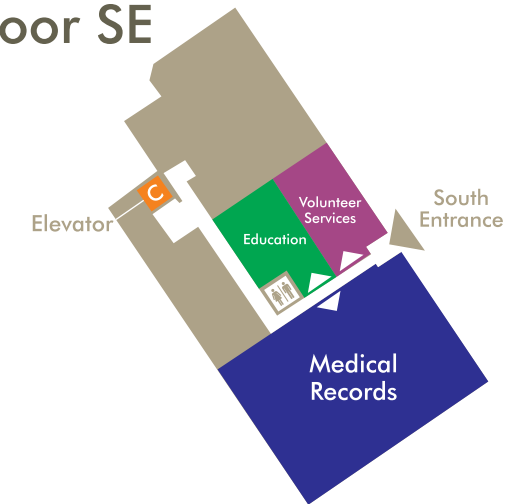 oor SE
C
Elevator
Volunteer
Services
South
Entrance
Education
Medical
Records